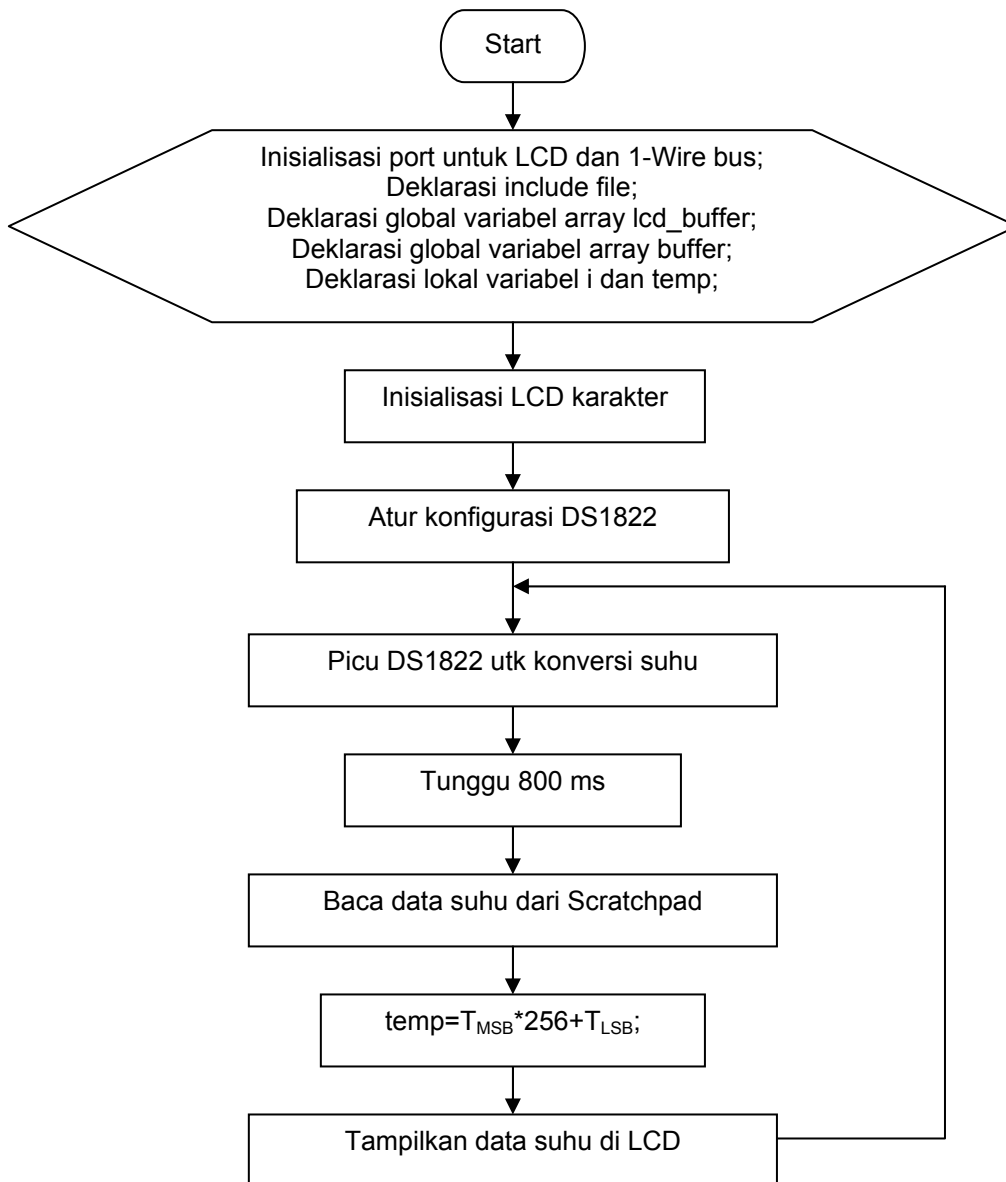 Start
Inisialisasi port untuk LCD dan 1-Wire bus;
Deklarasi include file;
Deklarasi global variabel array lcd_buffer;
Deklarasi global variabel array buffer;
Deklarasi lokal variabel i dan temp;
Inisialisasi LCD karakter
Atur konfigurasi DS1822
Picu DS1822 utk konversi suhu
Tunggu 800 ms
Baca data suhu dari Scratchpad
temp=TMSB*256+TLSB;
Tampilkan data suhu di LCD